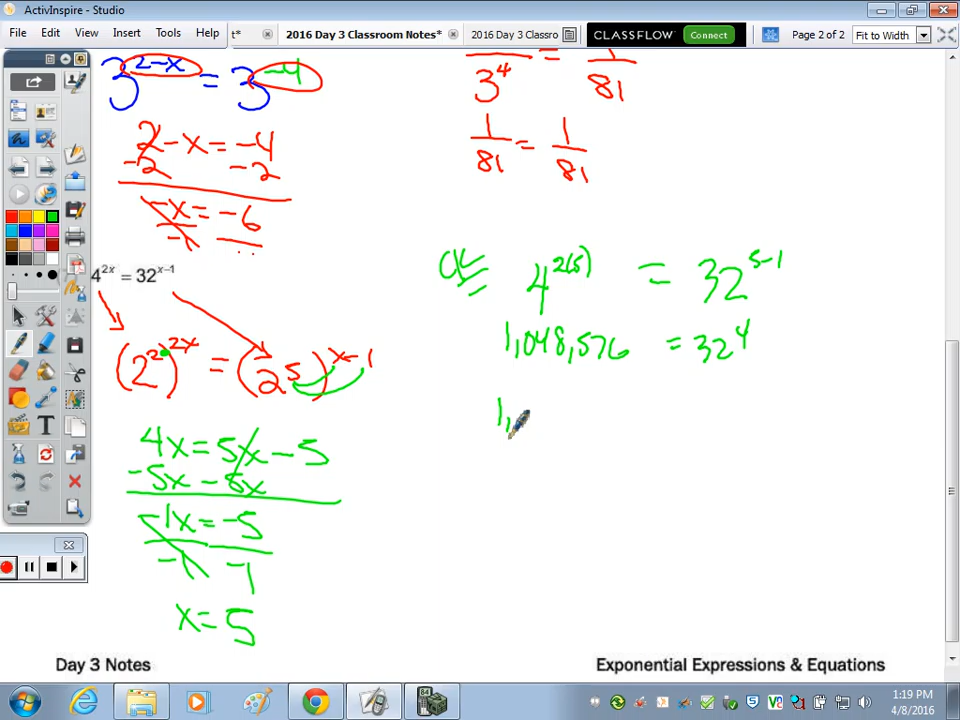 ActivInspire - Studio
File Edit View Insert Tools Help
t* 2016 Day 3 Classroom Notes* 2016 Day 3 Classro
CLASSFLOW Connect
Page 2 of 2 Fit to Width
3^(2-x) = 3^(-4)
2 - x = -4
-2 -2
-x = -6
-1
4^(2x) = 32^(x-1)
(2^2)^(2x) = (2^5)^(x-1)
4x = 5x - 5
-5x - 5x
-1x = -5
-1 -1
x = 5
3^4 = 81
1/81 = 1/81
CK 4^(2(5)) = 32^(5-1)
1,048,576 = 32^4
1,
Day 3 Notes
Exponential Expressions & Equations
84
1:19 PM
4/8/2016